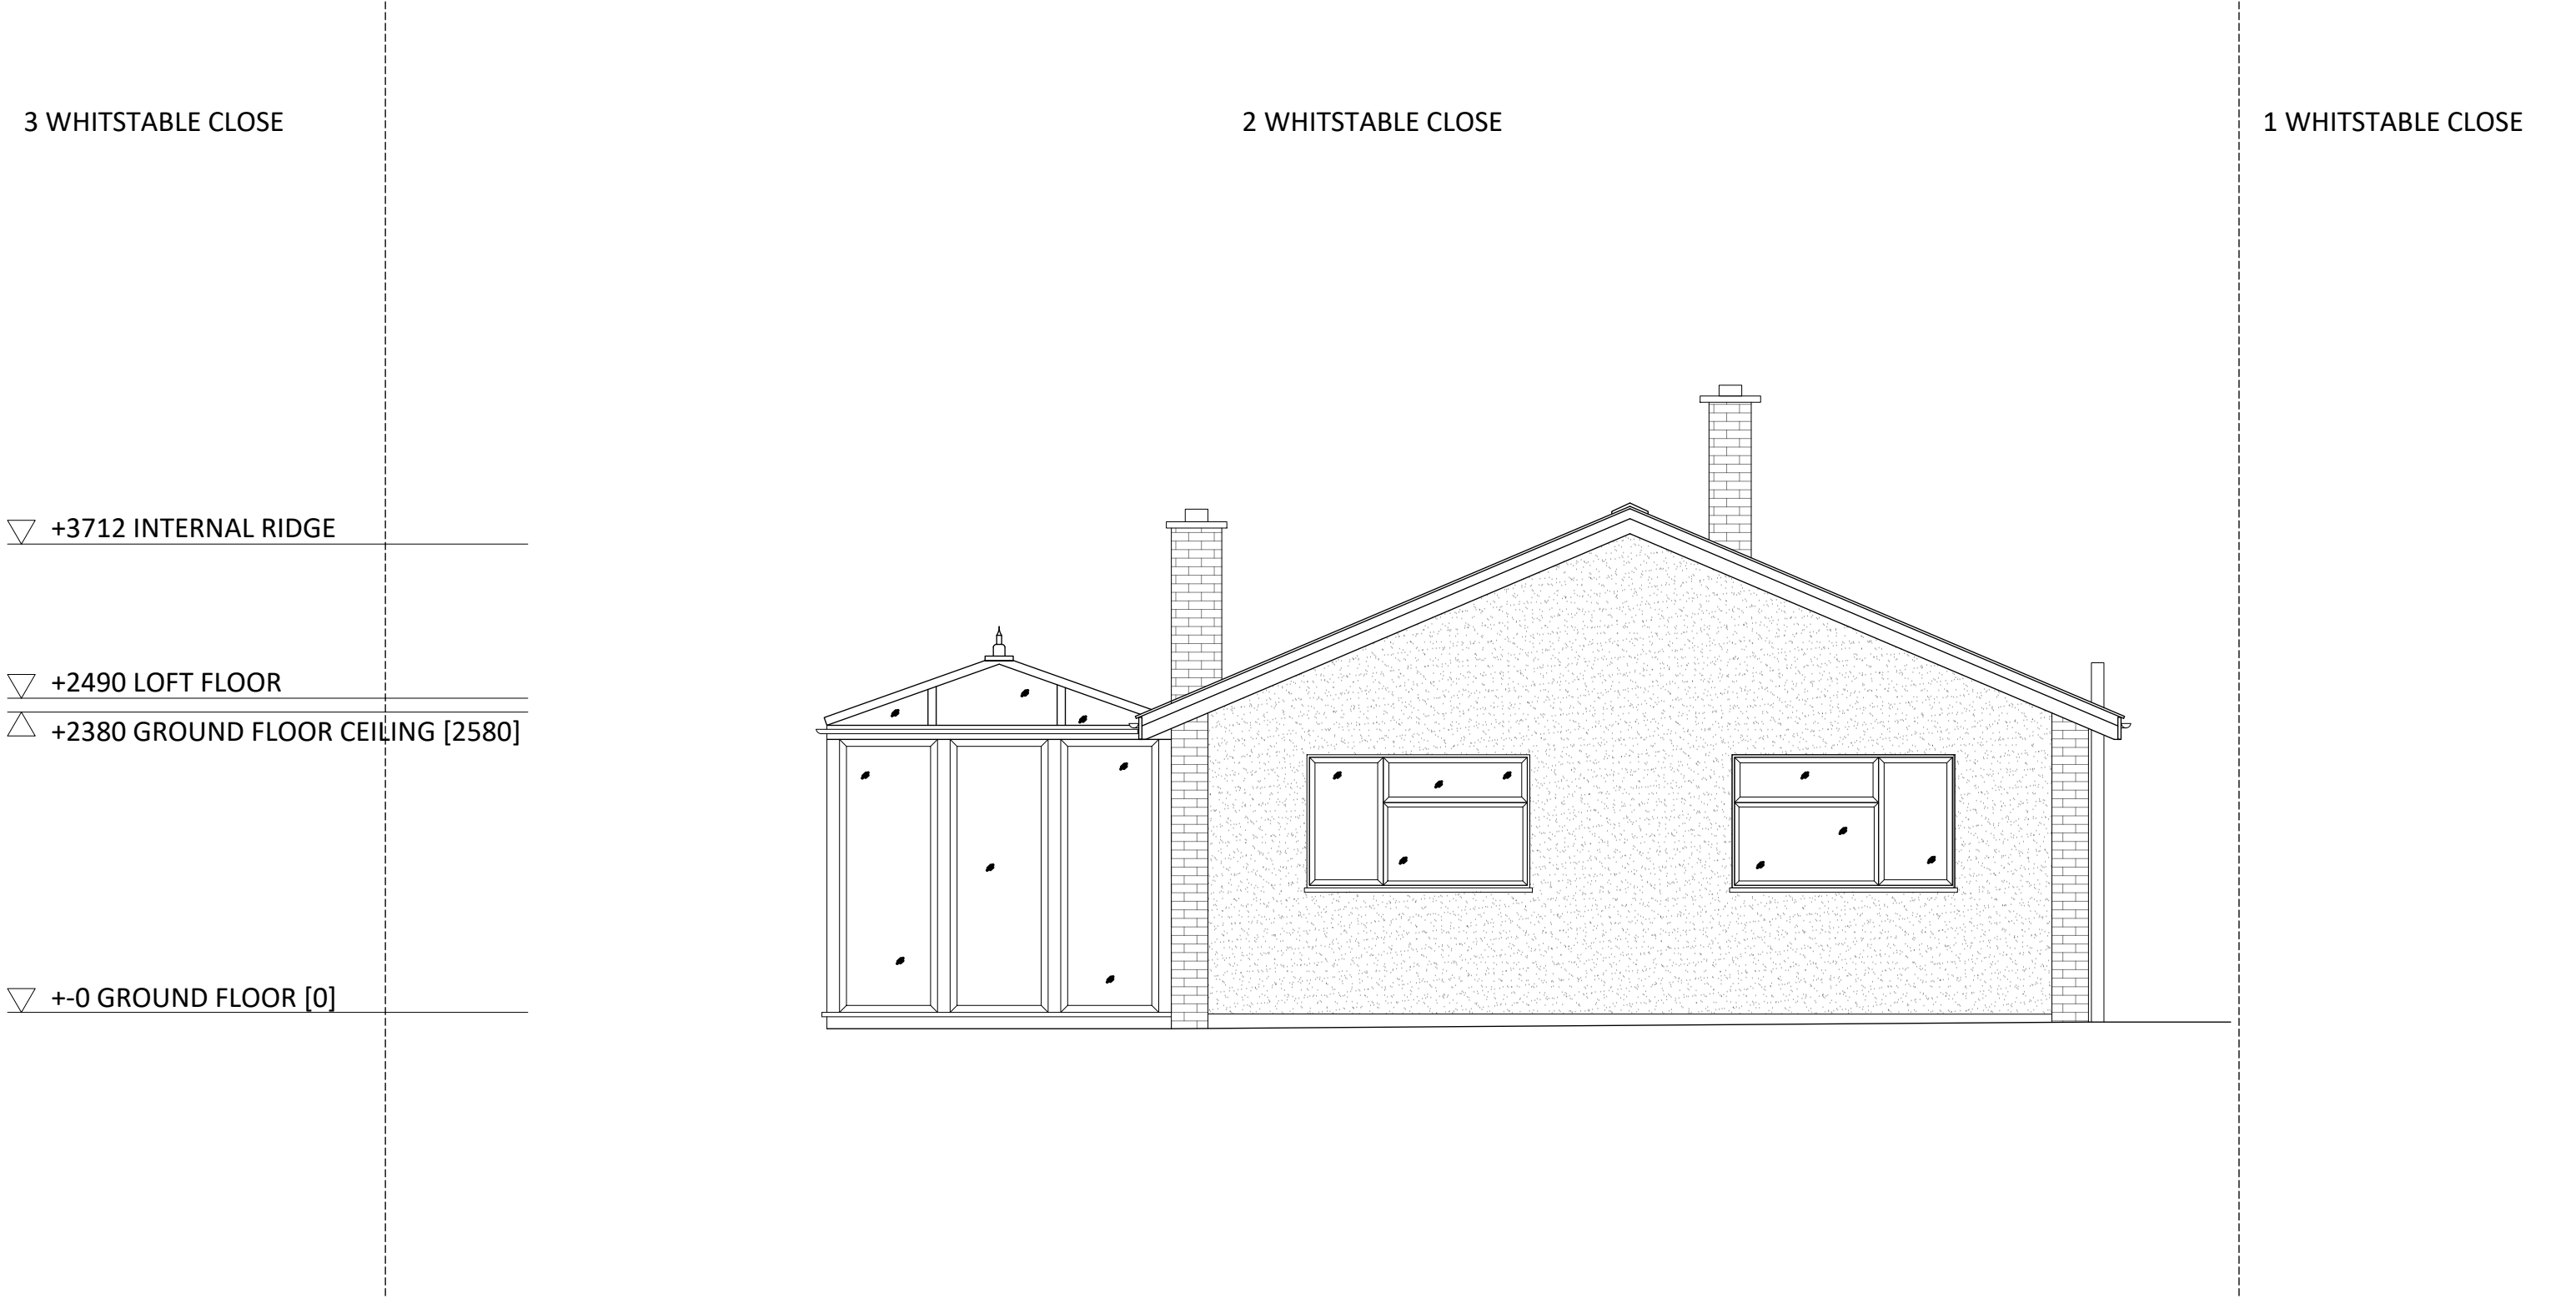 3 WHITSTABLE CLOSE
2 WHITSTABLE CLOSE
1 WHITSTABLE CLOSE
+3712 INTERNAL RIDGE
+2490 LOFT FLOOR
+2380 GROUND FLOOR CEILING [2580]
+-0 GROUND FLOOR [0]